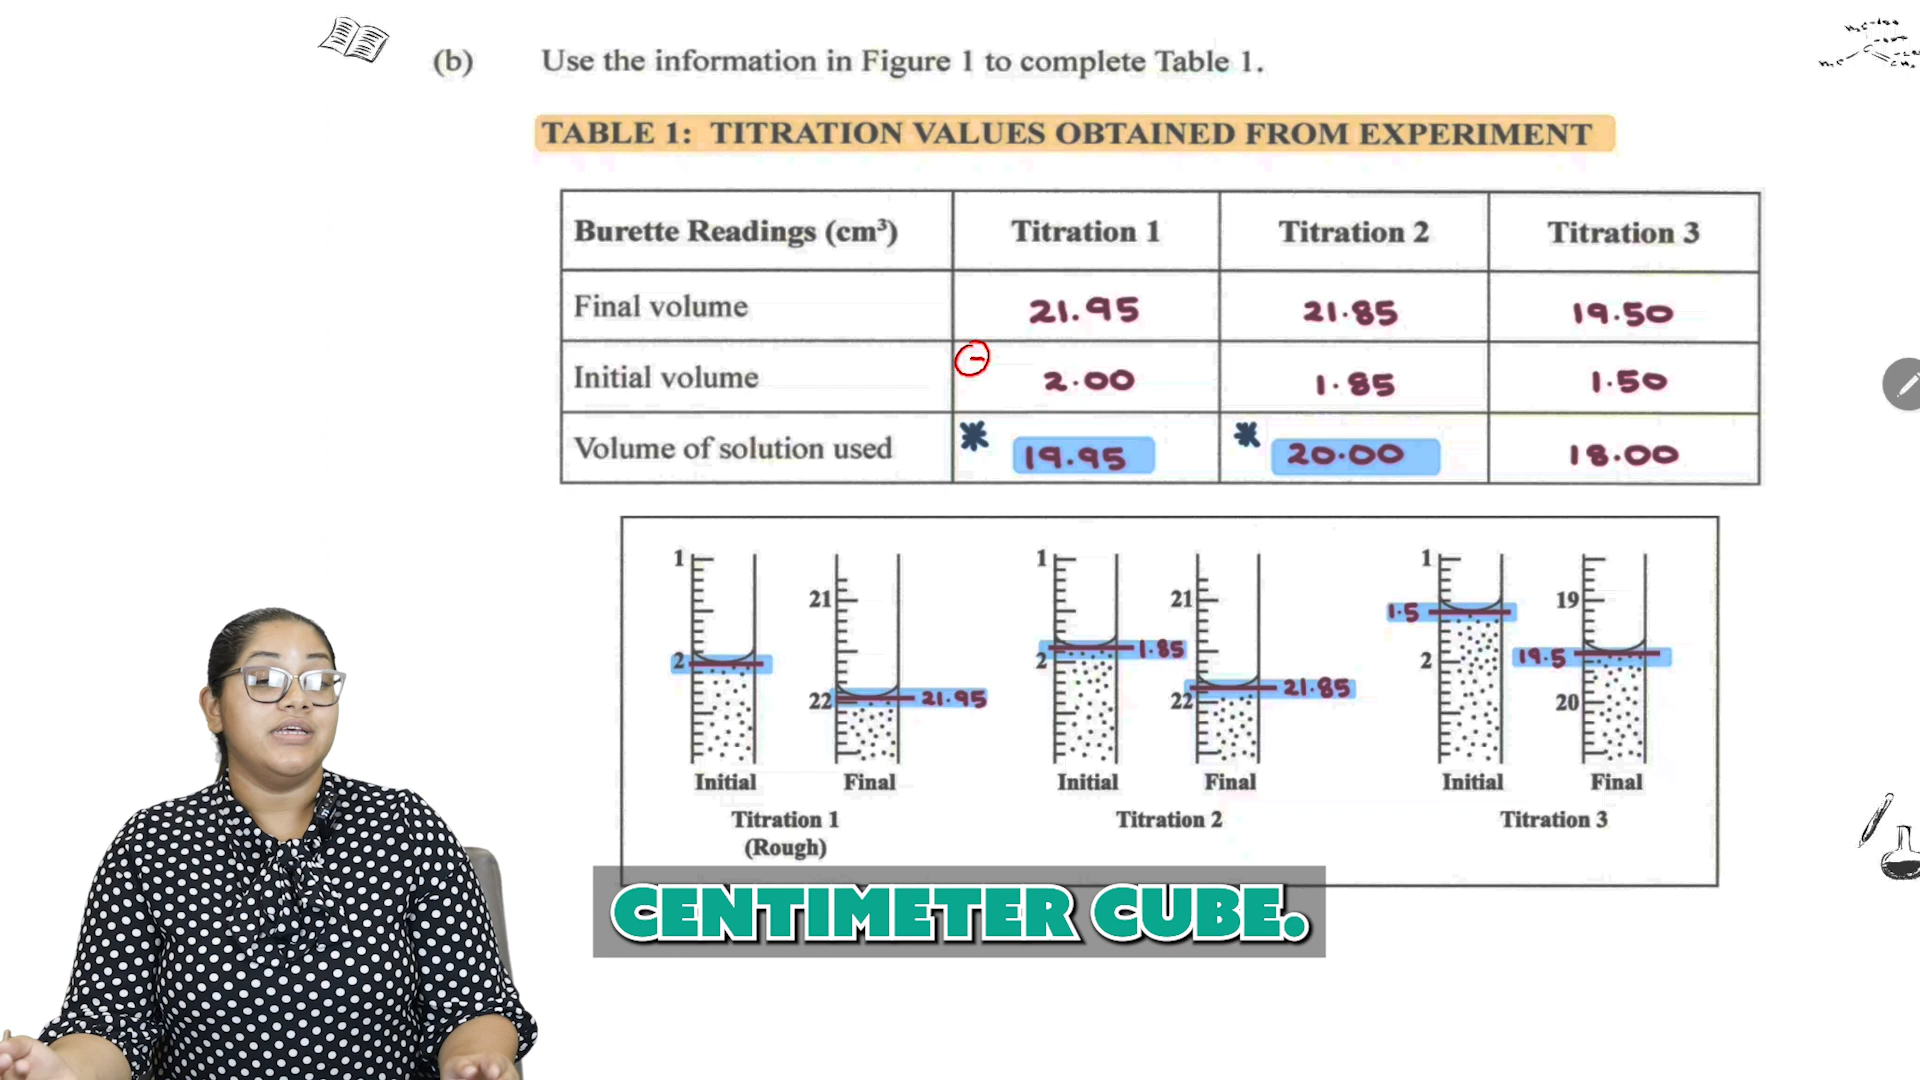 (b) Use the information in Figure 1 to complete Table 1.
TABLE 1: TITRATION VALUES OBTAINED FROM EXPERIMENT
Burette Readings (cm³) Titration 1 Titration 2 Titration 3
Final volume 21.95 21.85 19.50
Initial volume - 2.00 1.85 1.50
Volume of solution used * 19.95 * 20.00 18.00
1 1 1
21 21 19
1.5
2 2 1.85 2 19.5
22 21.95 22 21.85 20
Initial Final Initial Final Initial Final
Titration 1 Titration 2 Titration 3
(Rough)
CENTIMETER CUBE.